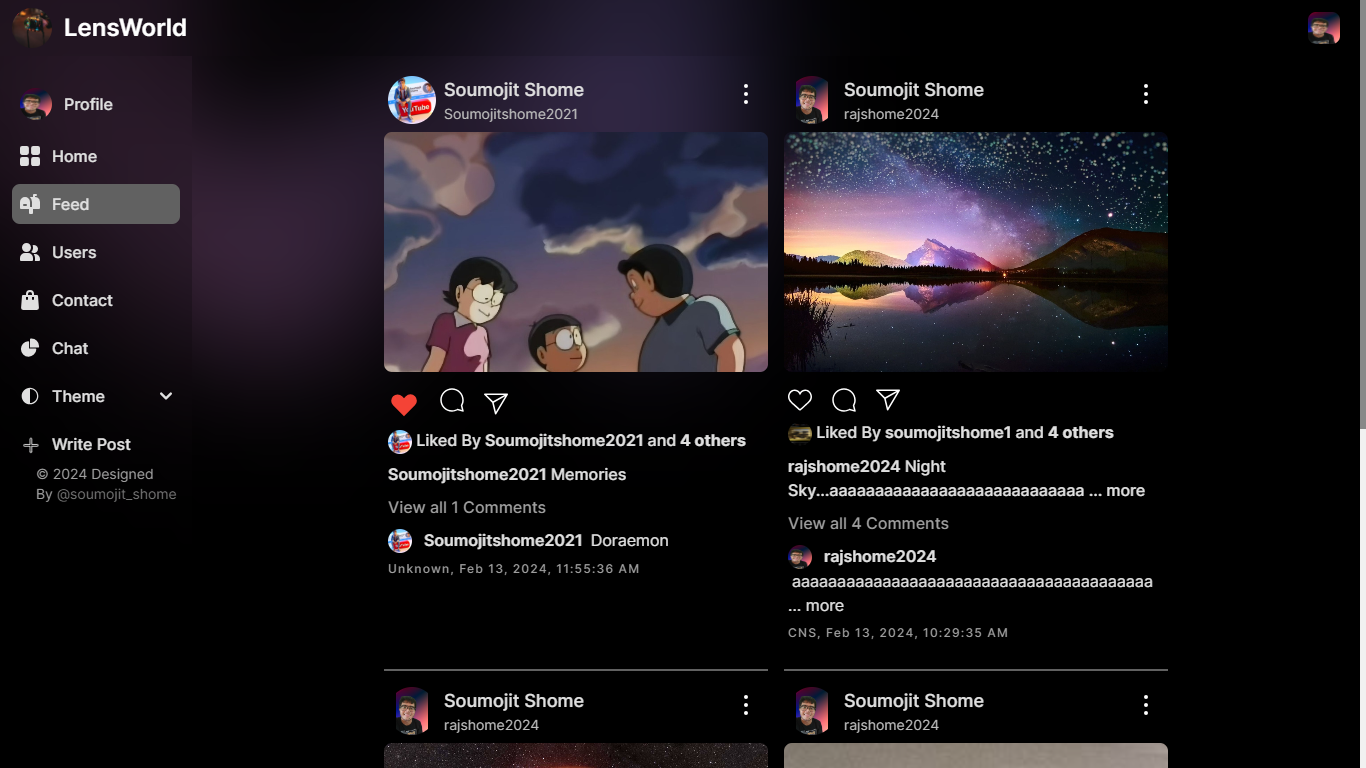 LensWorld
Profile
Home
Feed
Users
Contact
Chat
Theme
Write Post
© 2024 Designed
By @soumojit_shome
Soumojit Shome
Soumojitshome2021
YouTube
Liked By Soumojitshome2021 and 4 others
Soumojitshome2021 Memories
View all 1 Comments
Soumojitshome2021 Doraemon
Unknown, Feb 13, 2024, 11:55:36 AM
Soumojit Shome
rajshome2024
Liked By soumojitshome1 and 4 others
rajshome2024 Night
Sky...aaaaaaaaaaaaaaaaaaaaaaaaaaaa ... more
View all 4 Comments
rajshome2024
aaaaaaaaaaaaaaaaaaaaaaaaaaaaaaaaaaaaaaaa
... more
CNS, Feb 13, 2024, 10:29:35 AM
Soumojit Shome
rajshome2024
Soumojit Shome
rajshome2024